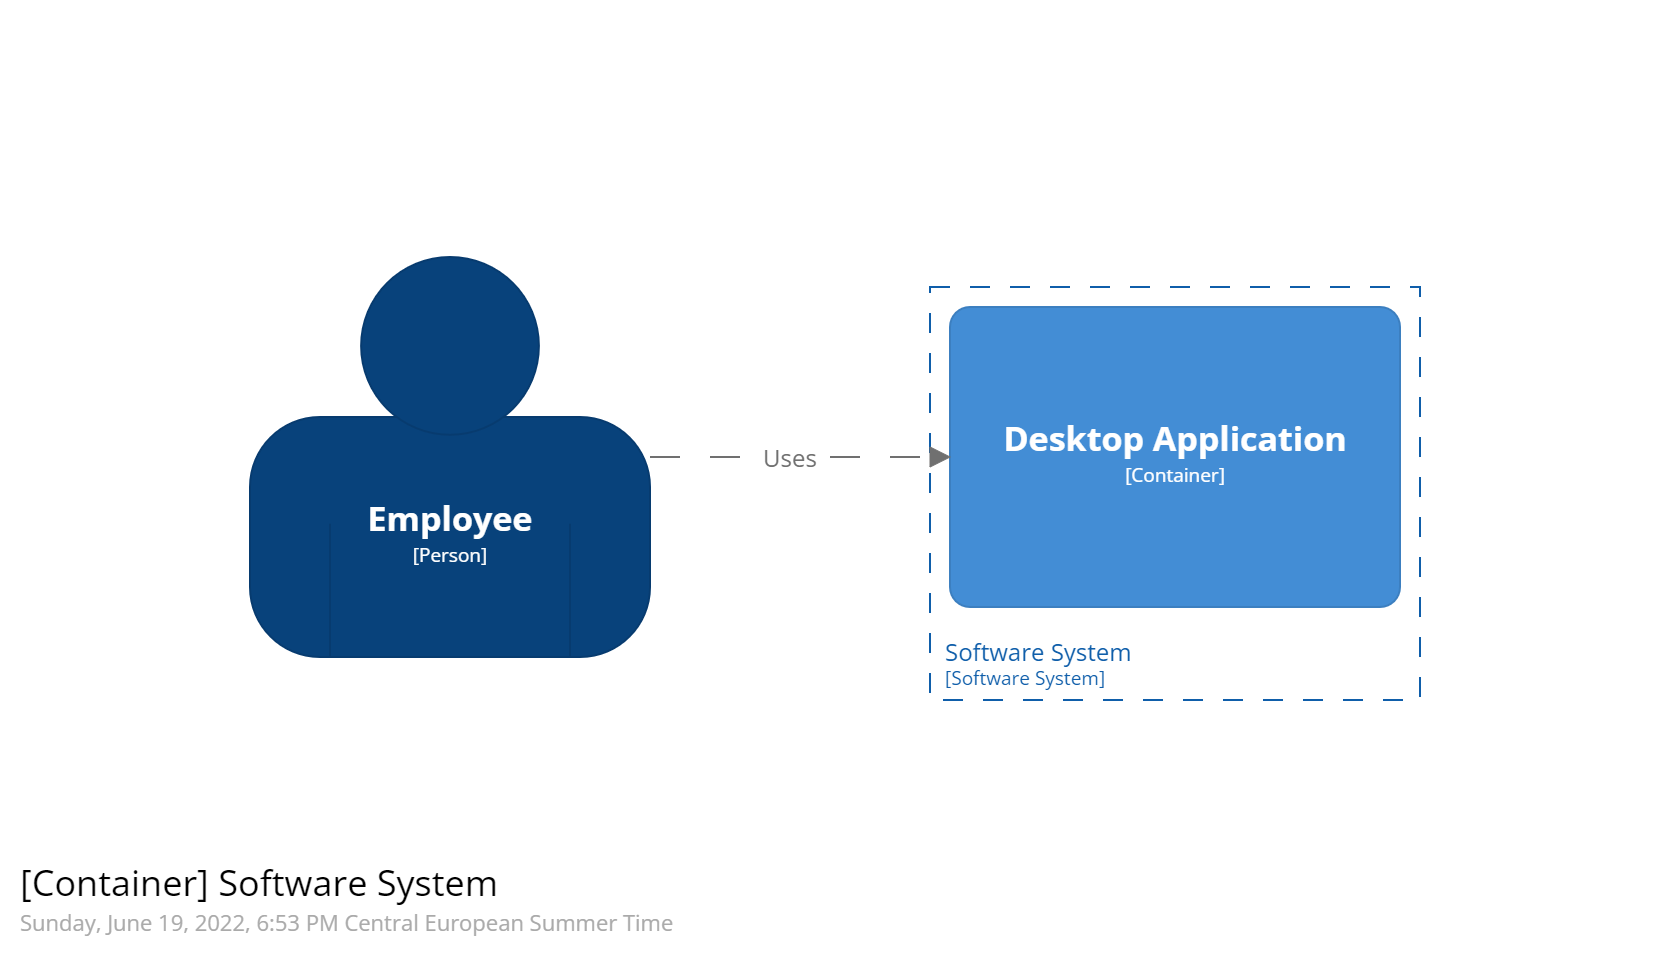 Employee
[Person]
Uses
Desktop Application
[Container]
Software System
[Software System]
[Container] Software System
Sunday, June 19, 2022, 6:53 PM Central European Summer Time